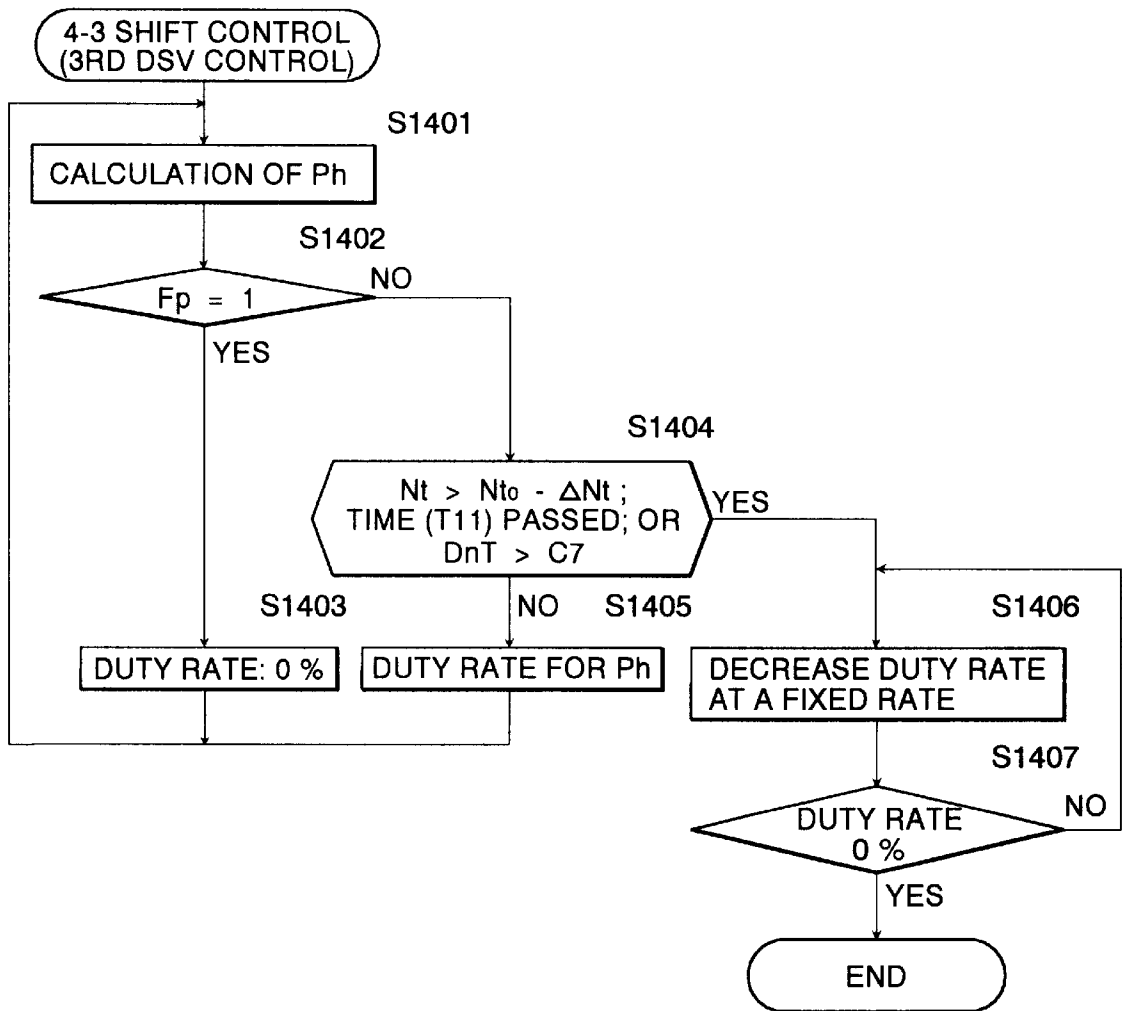 4-3 SHIFT CONTROL
(3RD DSV CONTROL)
S1401
CALCULATION OF Ph
S1402
Fp = 1
NO
YES
S1404
Nt > Nto - ΔNt ;
TIME (T11) PASSED; OR
DnT > C7
YES
NO
S1403
DUTY RATE: 0 %
S1405
DUTY RATE FOR Ph
S1406
DECREASE DUTY RATE
AT A FIXED RATE
S1407
DUTY RATE
0 %
NO
YES
END